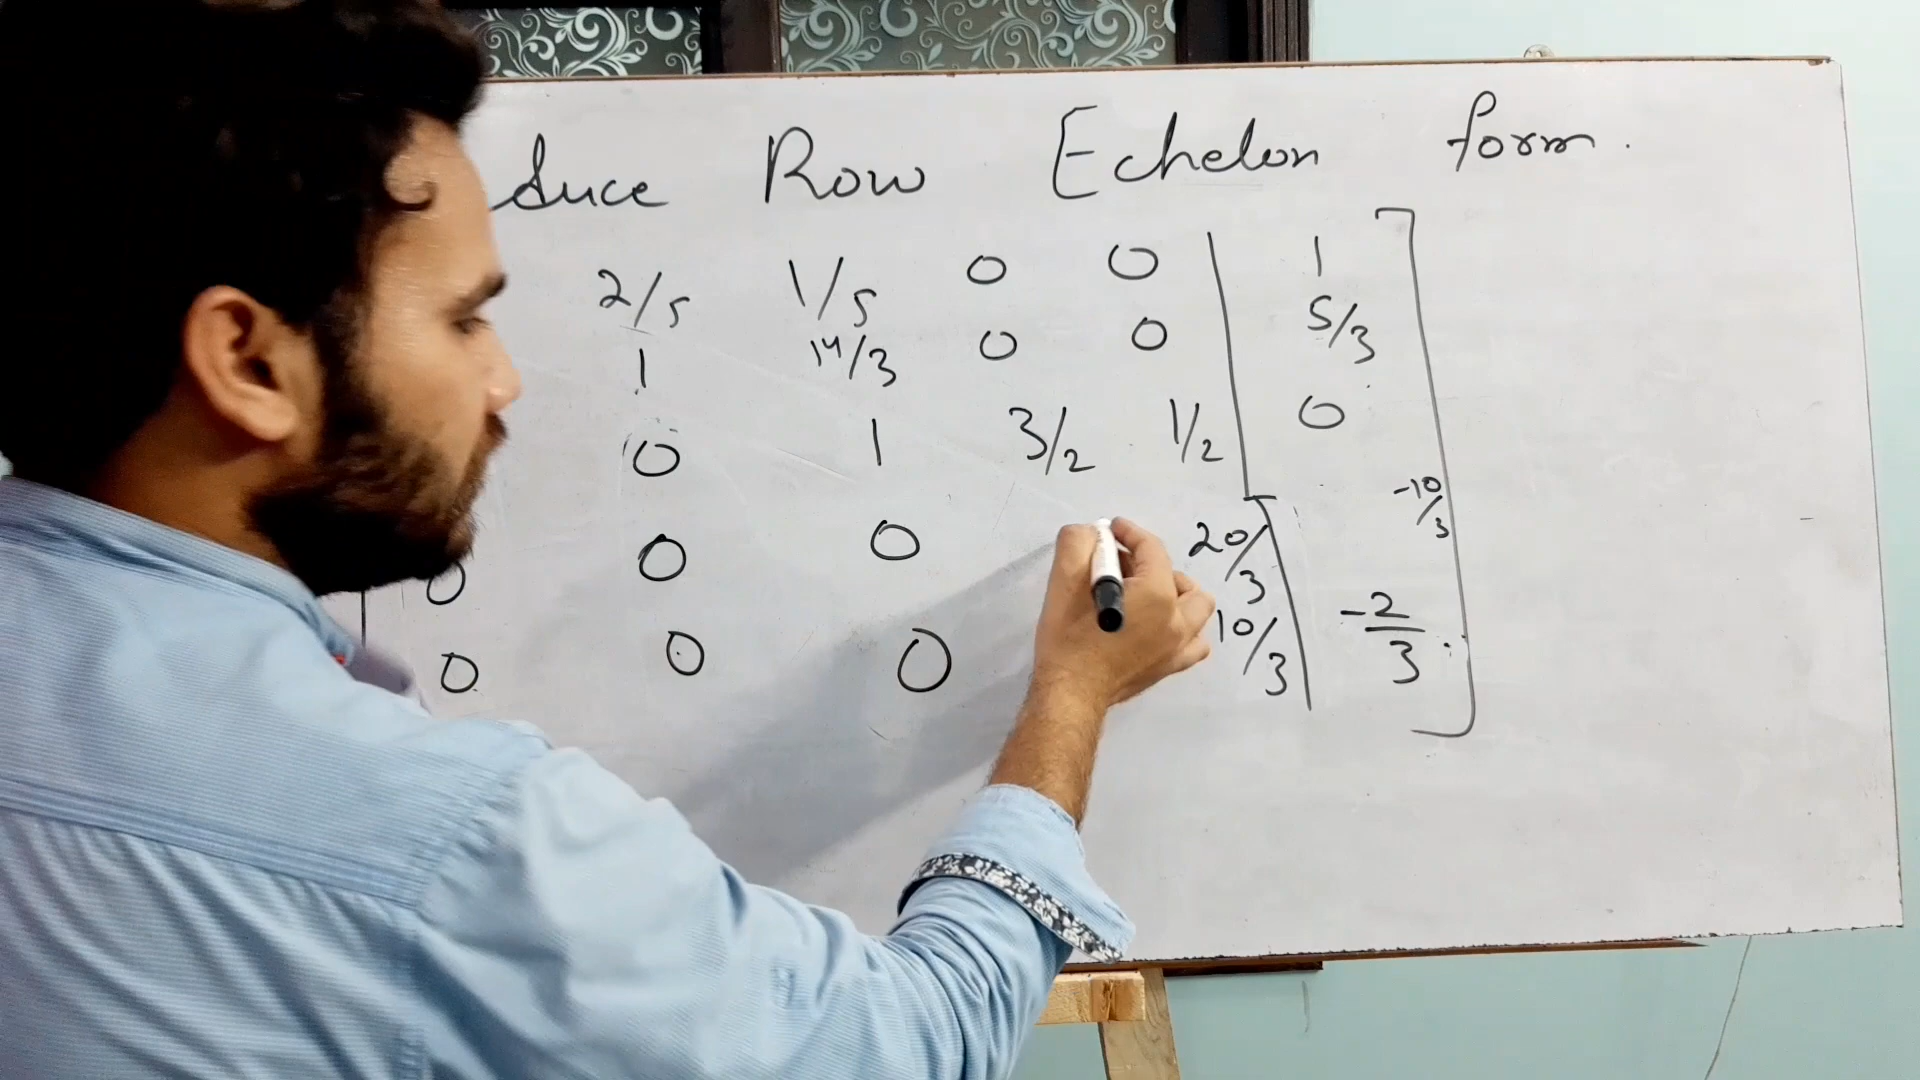 duce Row Echelon form.
2/5 1/5 0 0 | 1
1 14/3 0 0 | 5/3
0 1 3/2 1/2 | 0
0 0 0 20/3 | -10/3
0 0 0 10/3 | -2/3